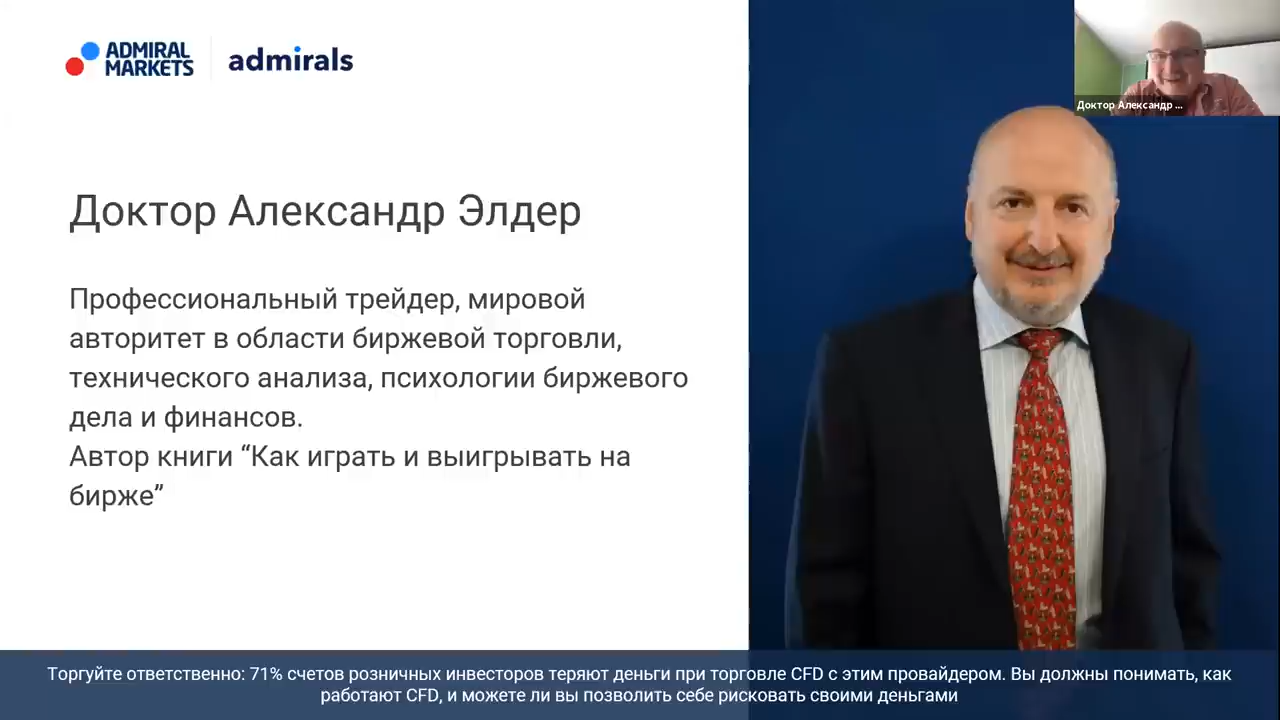 ADMIRAL
MARKETS
admirals
Доктор Александр ...
Доктор Александр Элдер
Профессиональный трейдер, мировой
авторитет в области биржевой торговли,
технического анализа, психологии биржевого
дела и финансов.
Автор книги “Как играть и выигрывать на
бирже”
Торгуйте ответственно: 71% счетов розничных инвесторов теряют деньги при торговле CFD с этим провайдером. Вы должны понимать, как
работают CFD, и можете ли вы позволить себе рисковать своими деньгами